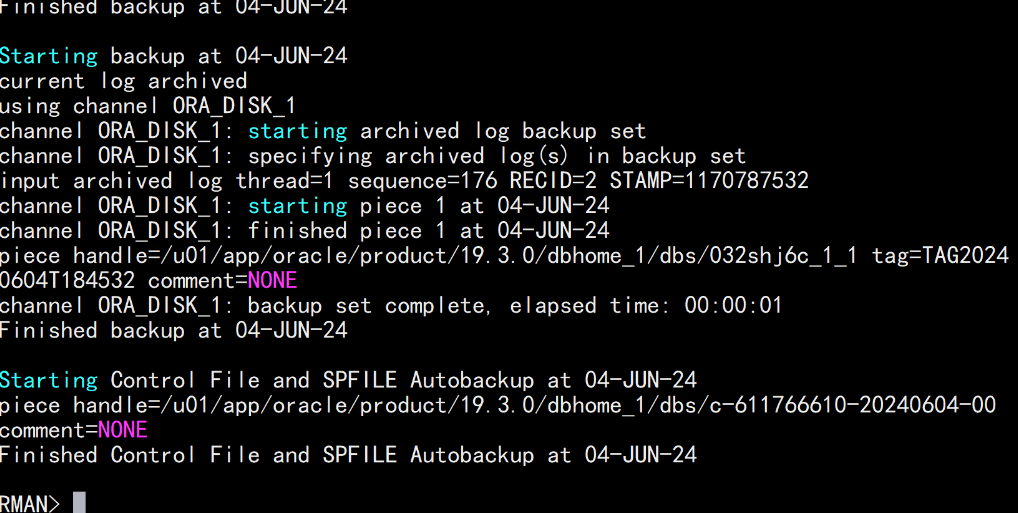 Finished backup at 04-JUN-24
Starting backup at 04-JUN-24
current log archived
using channel ORA_DISK_1
channel ORA_DISK_1: starting archived log backup set
channel ORA_DISK_1: specifying archived log(s) in backup set
input archived log thread=1 sequence=176 RECID=2 STAMP=1170787532
channel ORA_DISK_1: starting piece 1 at 04-JUN-24
channel ORA_DISK_1: finished piece 1 at 04-JUN-24
piece handle=/u01/app/oracle/product/19.3.0/dbhome_1/dbs/032shj6c_1_1 tag=TAG2024
0604T184532 comment=NONE
channel ORA_DISK_1: backup set complete, elapsed time: 00:00:01
Finished backup at 04-JUN-24
Starting Control File and SPFILE Autobackup at 04-JUN-24
piece handle=/u01/app/oracle/product/19.3.0/dbhome_1/dbs/c-611766610-20240604-00
comment=NONE
Finished Control File and SPFILE Autobackup at 04-JUN-24
RMAN>